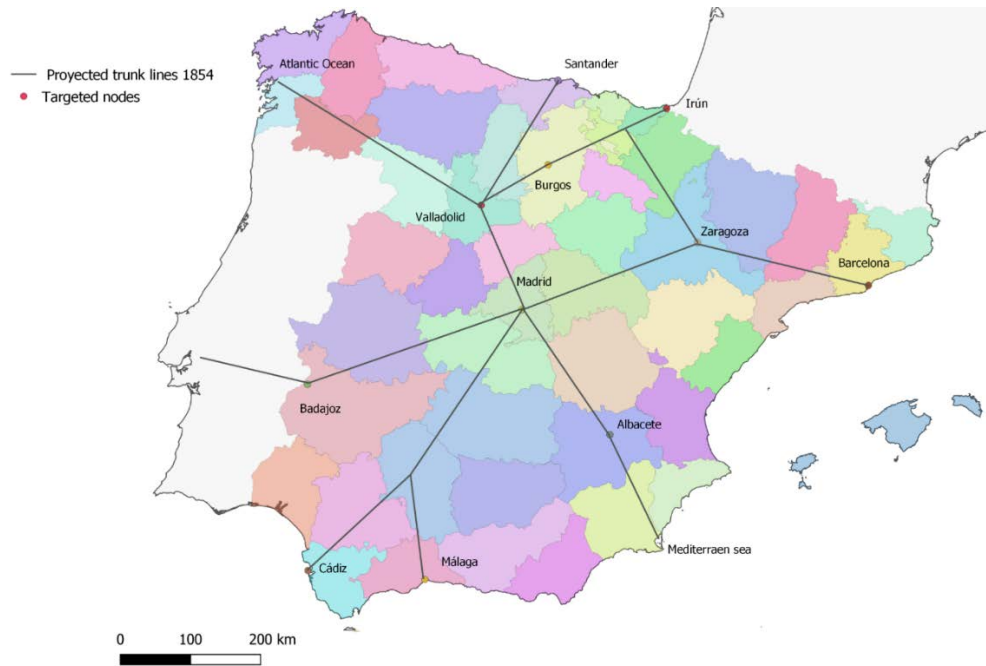 Atlantic Ocean
Santander
Proyected trunk lines 1854
Targeted nodes
Irún
Burgos
Valladolid
Zaragoza
Barcelona
Madrid
Badajoz
Albacete
Mediterraen sea
Málaga
Cádiz
0 100 200 km